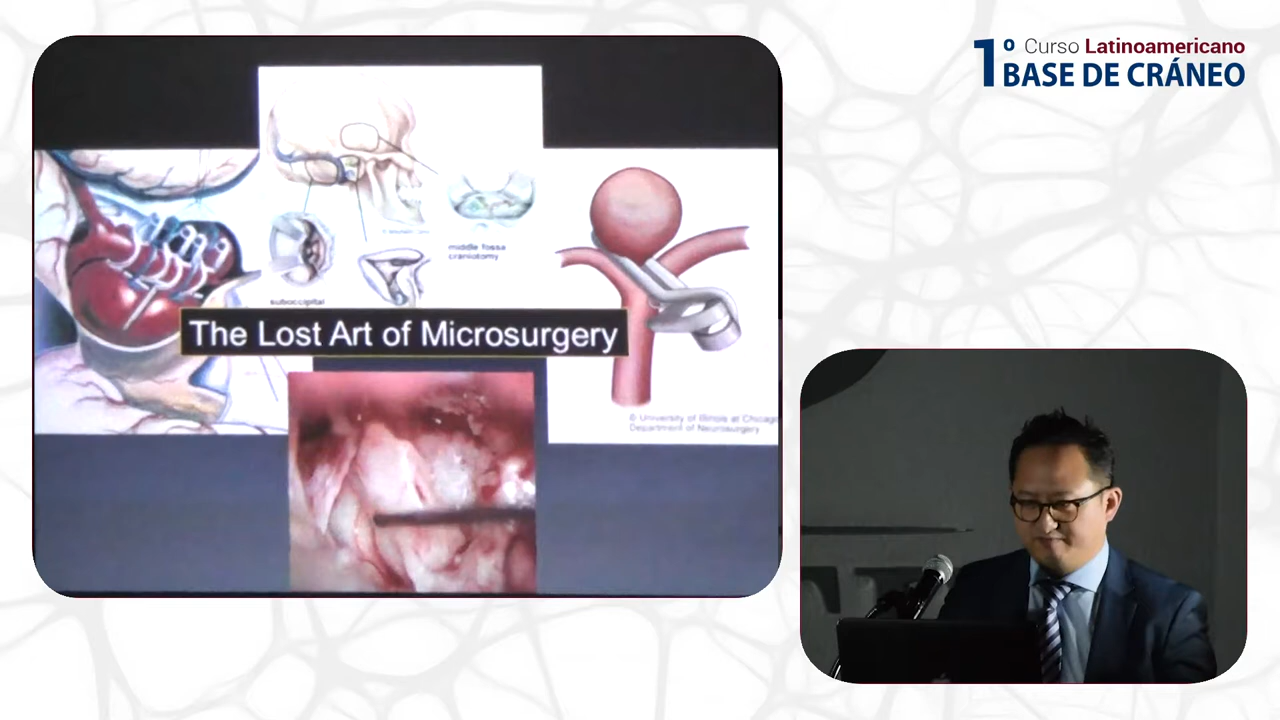 1º Curso Latinoamericano
BASE DE CRÁNEO
middle fossa
craniotomy
suboccipital
The Lost Art of Microsurgery
© University of Illinois at Chicago
Department of Neurosurgery